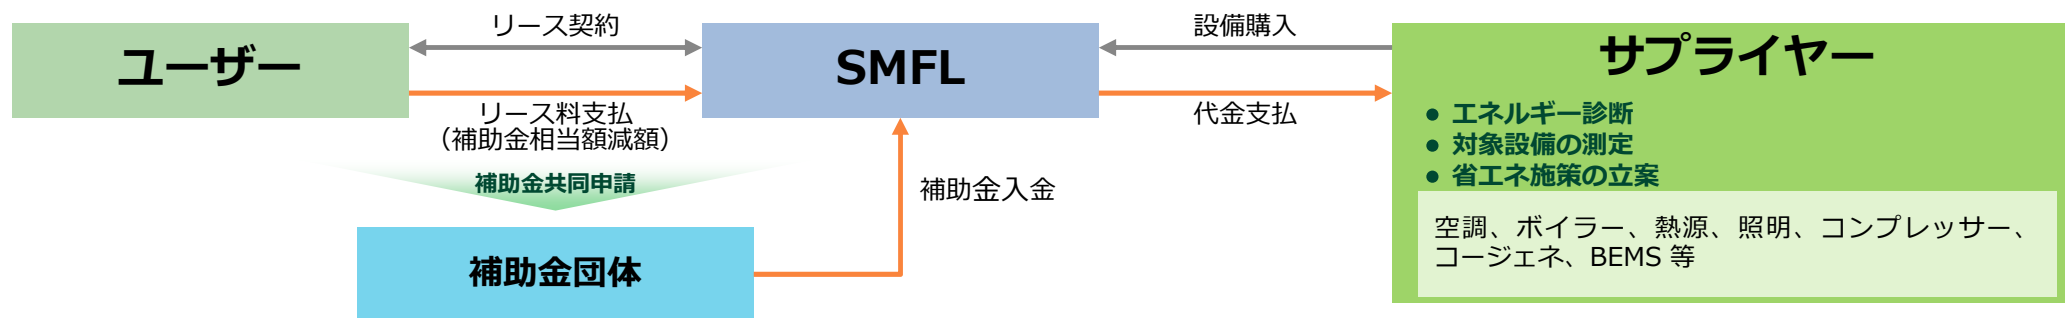 ユーザー
リース契約
リース料支払
（補助金相当額減額）
補助金共同申請
補助金団体
SMFL
補助金入金
設備購入
代金支払
サプライヤー
● エネルギー診断
● 対象設備の測定
● 省エネ施策の立案
空調、ボイラー、熱源、照明、コンプレッサー、
コージェネ、BEMS 等